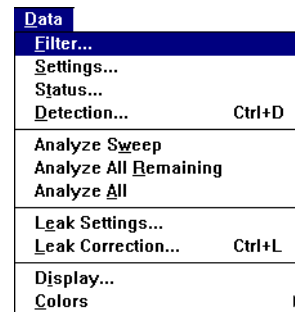 Data
Filter...
Settings...
Status...
Detection... Ctrl+D
Analyze Sweep
Analyze All Remaining
Analyze All
Leak Settings...
Leak Correction... Ctrl+L
Display...
Colors